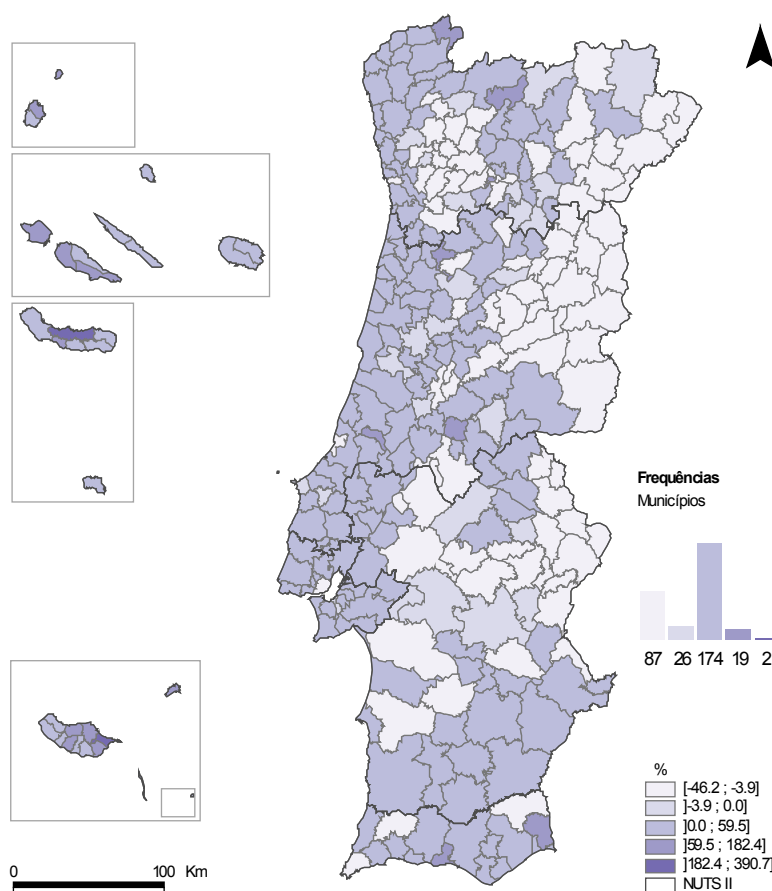 Frequências
Municípios
87 26 174 19 2
%
[-46.2 ; -3.9]
]-3.9 ; 0.0]
]0.0 ; 59.5]
]59.5 ; 182.4]
]182.4 ; 390.7]
NUTS II
0 100 Km